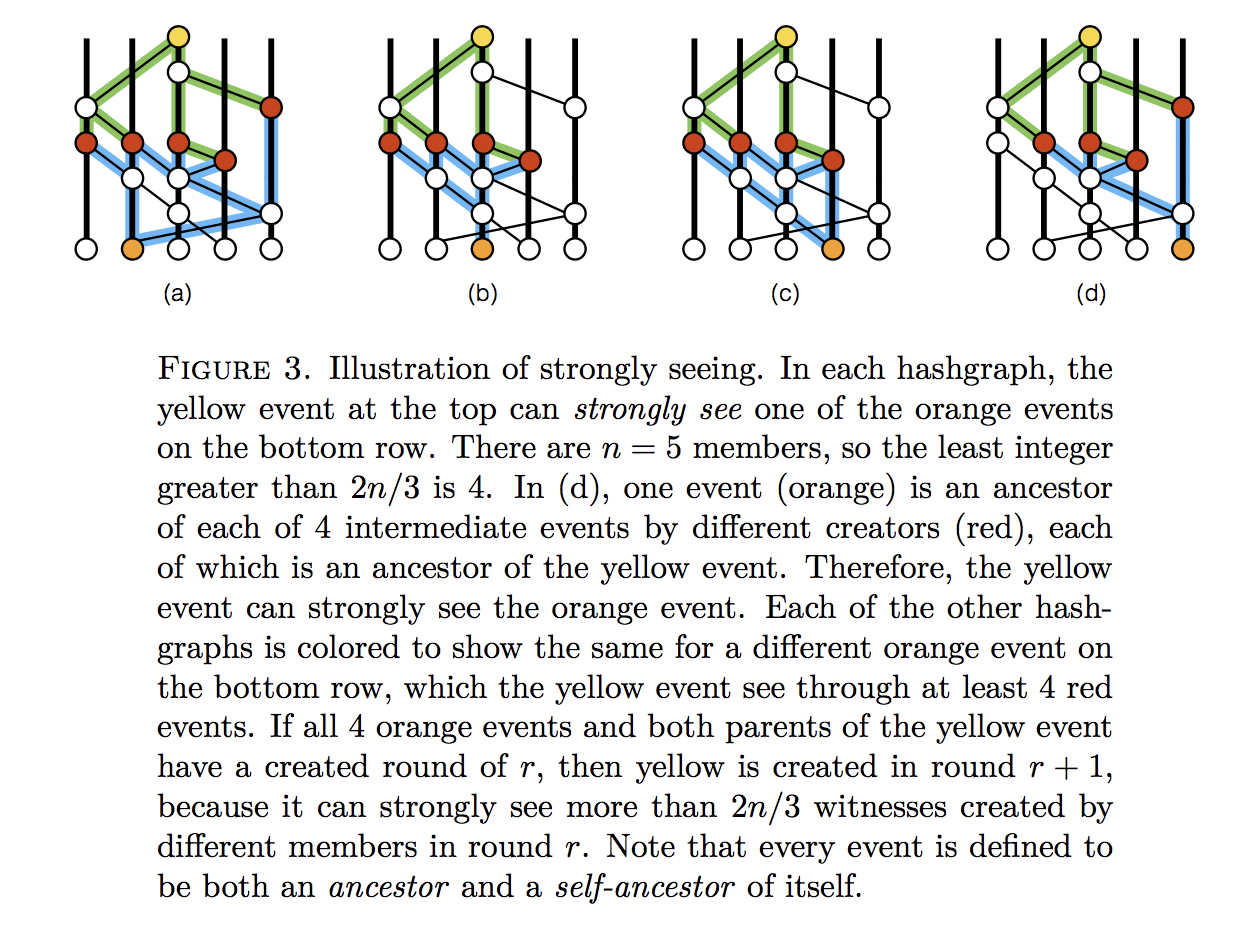 (a) (b) (c) (d)
FIGURE 3. Illustration of strongly seeing. In each hashgraph, the
yellow event at the top can strongly see one of the orange events
on the bottom row. There are n = 5 members, so the least integer
greater than 2n/3 is 4. In (d), one event (orange) is an ancestor
of each of 4 intermediate events by different creators (red), each
of which is an ancestor of the yellow event. Therefore, the yellow
event can strongly see the orange event. Each of the other hash-
graphs is colored to show the same for a different orange event on
the bottom row, which the yellow event see through at least 4 red
events. If all 4 orange events and both parents of the yellow event
have a created round of r, then yellow is created in round r + 1,
because it can strongly see more than 2n/3 witnesses created by
different members in round r. Note that every event is defined to
be both an ancestor and a self-ancestor of itself.